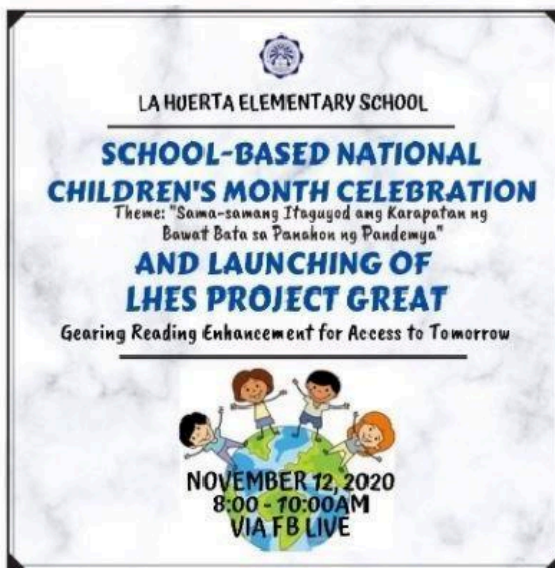 LA HUERTA ELEMENTARY SCHOOL
SCHOOL-BASED NATIONAL
CHILDREN'S MONTH CELEBRATION
Theme: "Sama-samang Itaguyod ang Karapatan ng
Bawat Bata sa Panahon ng Pandemya"
AND LAUNCHING OF
LHES PROJECT GREAT
Gearing Reading Enhancement for Access to Tomorrow
NOVEMBER 12, 2020
8:00 - 10:00AM
VIA FB LIVE